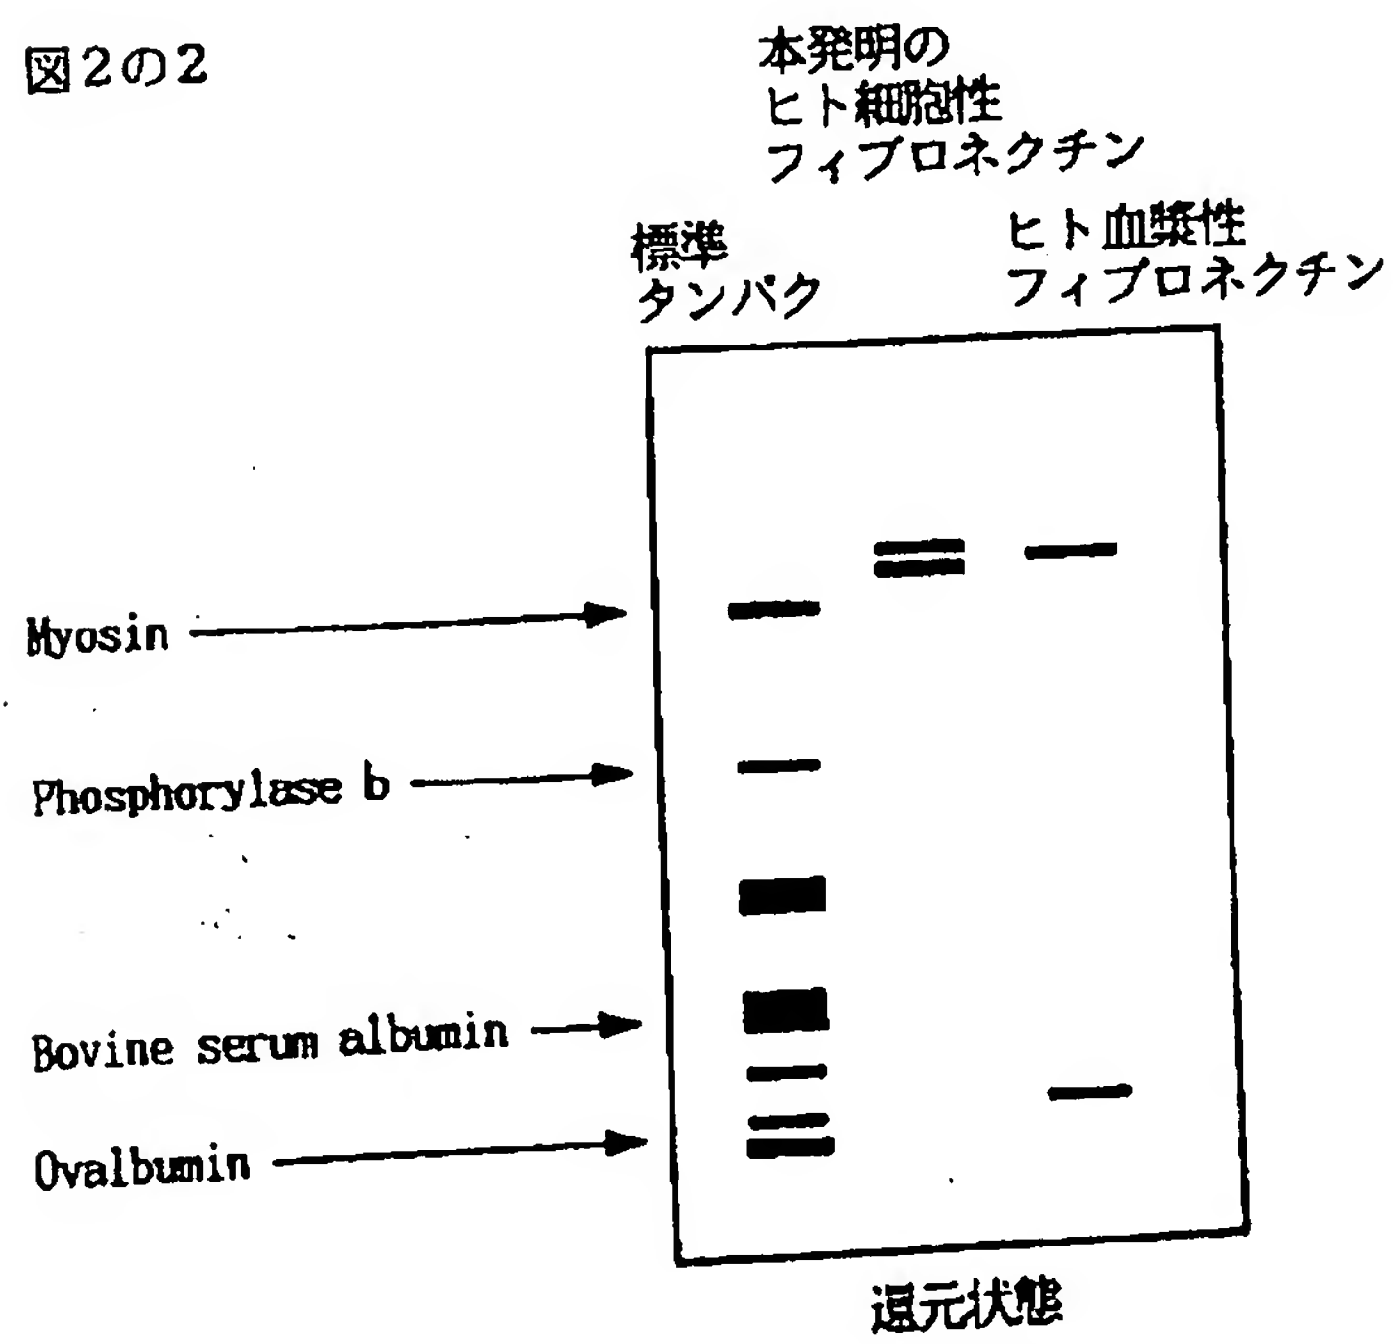 図2の2
本発明の
ヒト細胞性
フィブロネクチン
標準
タンパク
ヒト血漿性
フィブロネクチン
Myosin
Phosphorylase b
Bovine serum albumin
Ovalbumin
還元状態